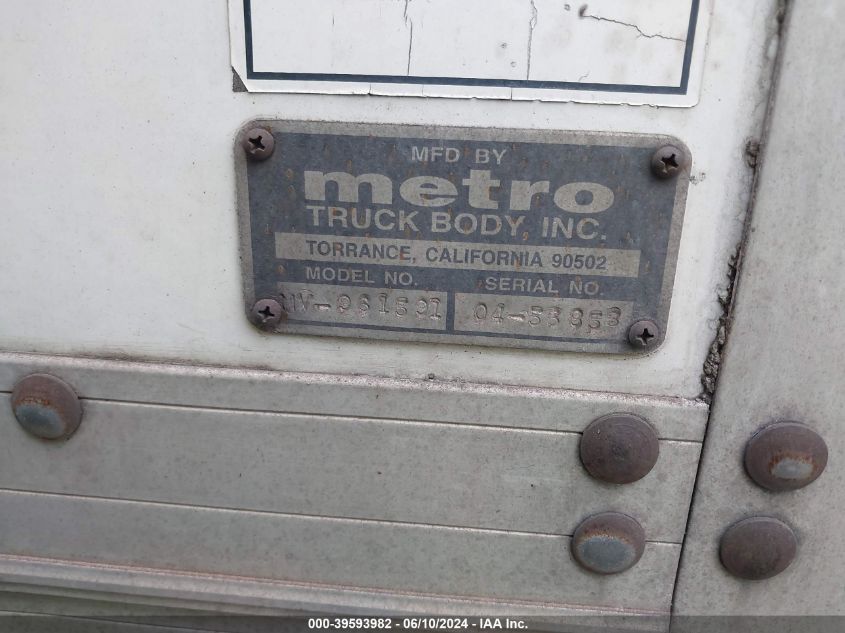 MFD BY
metro
TRUCK BODY, INC.
TORRANCE, CALIFORNIA 90502
MODEL NO. SERIAL NO.
04-53853
000-39593982 - 06/10/2024 - IAA Inc.